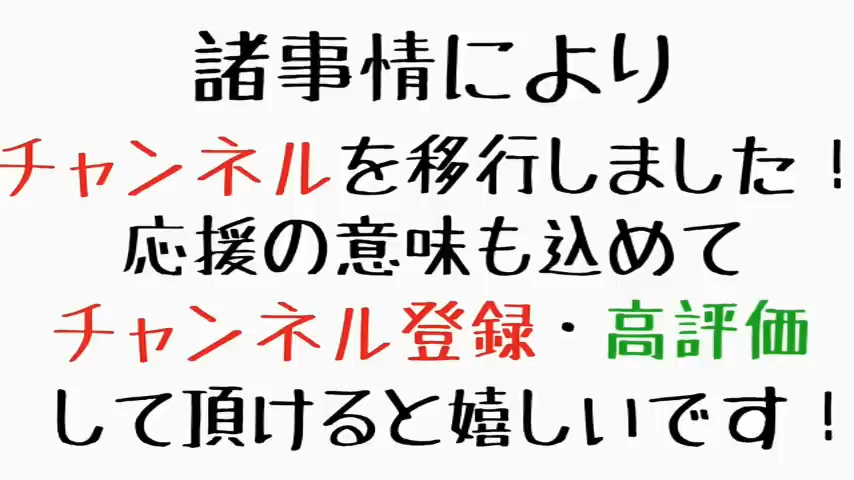 諸事情により
チャンネルを移行しました！
応援の意味も込めて
チャンネル登録・高評価
して頂けると嬉しいです！